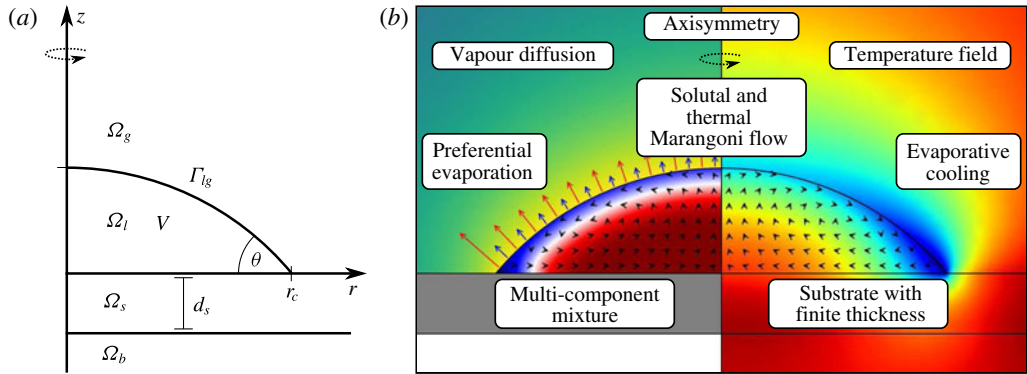 (a)
z
Ω_g
Γ_lg
Ω_l
V
θ
r_c
r
Ω_s
d_s
Ω_b
(b)
Axisymmetry
Vapour diffusion
Temperature field
Solutal and
thermal
Marangoni flow
Preferential
evaporation
Evaporative
cooling
Multi-component
mixture
Substrate with
finite thickness